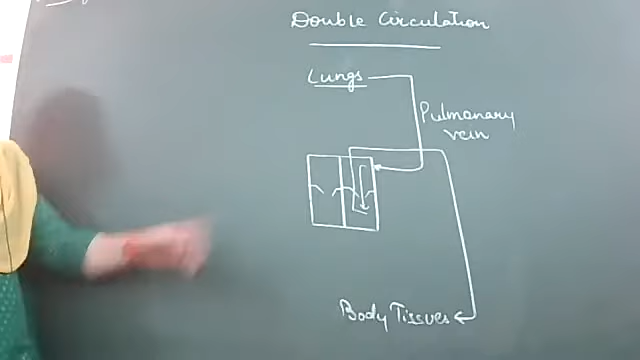 Double Circulation
Lungs
Pulmonary
vein
Body Tissues